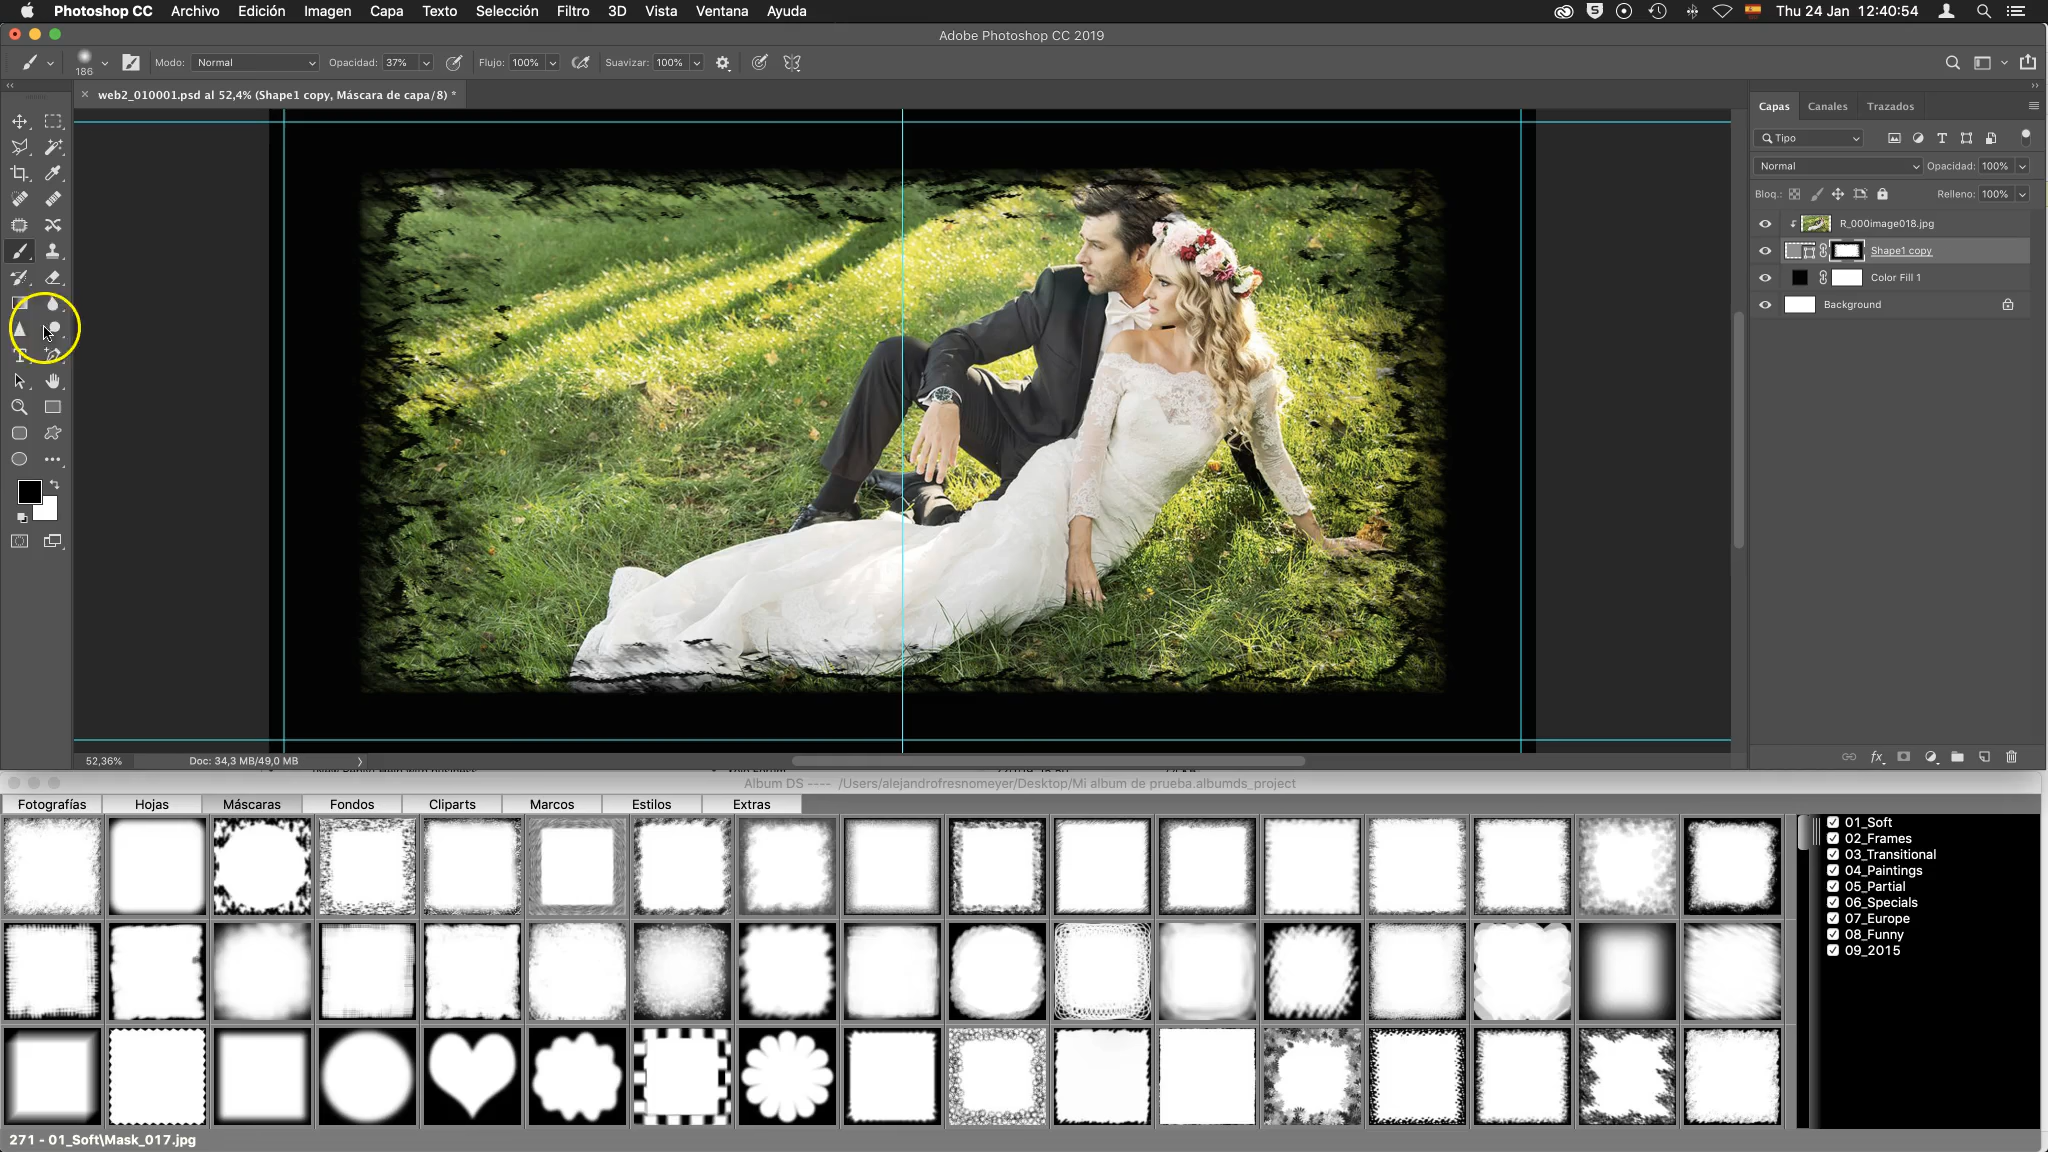 Photoshop CC Archivo Edición Imagen Capa Texto Selección Filtro 3D Vista Ventana Ayuda Thu 24 Jan 12:40:54
Adobe Photoshop CC 2019
186 Modo: Normal Opacidad: 37% Flujo: 100% Suavizar: 100%
web2_010001.psd al 52,4% (Shape1 copy, Máscara de capa/8) *
Capas Canales Trazados
Tipo
Normal Opacidad: 100%
Bloq.: Relleno: 100%
R_000image018.jpg
Shape1 copy
Color Fill 1
Background
52,36% Doc: 34,3 MB/49,0 MB
Album DS ---- /Users/alejandrofresnomeyer/Desktop/Mi album de prueba.albumds_project
Fotografías Hojas Máscaras Fondos Cliparts Marcos Estilos Extras
01_Soft
02_Frames
03_Transitional
04_Paintings
05_Partial
06_Specials
07_Europe
08_Funny
09_2015
271 - 01_Soft\Mask_017.jpg